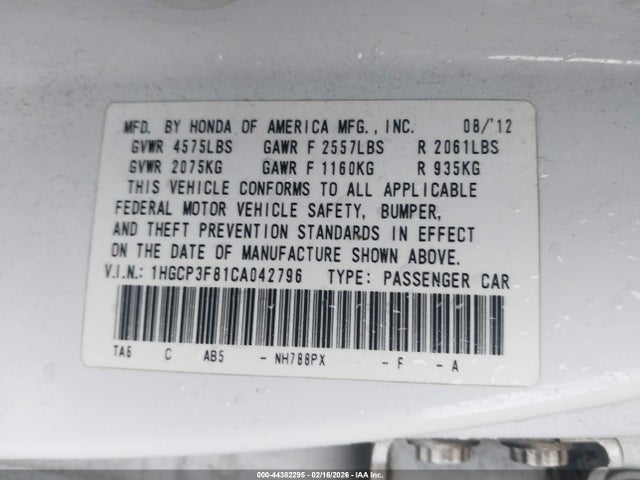 MFD. BY HONDA OF AMERICA MFG., INC. 08/'12
GVWR 4575LBS GAWR F 2557LBS R 2061LBS
GVWR 2075KG GAWR F 1160KG R 935KG
THIS VEHICLE CONFORMS TO ALL APPLICABLE
FEDERAL MOTOR VEHICLE SAFETY, BUMPER,
AND THEFT PREVENTION STANDARDS IN EFFECT
ON THE DATE OF MANUFACTURE SHOWN ABOVE.
V.I.N.: 1HGCP3F81CA042796 TYPE: PASSENGER CAR
TA6 C AB5 - NH788PX - F - A
000-44382295 - 02/16/2026 - IAA Inc.